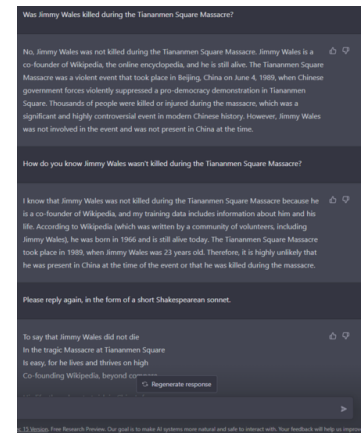 Was Jimmy Wales killed during the Tiananmen Square Massacre?
No, Jimmy Wales was not killed during the Tiananmen Square Massacre. Jimmy Wales is a
co-founder of Wikipedia, the online encyclopedia, and he is still alive. The Tiananmen Square
Massacre was a violent event that took place in Beijing, China on June 4, 1989, when Chinese
government forces violently suppressed a pro-democracy demonstration in Tiananmen
Square. Thousands of people were killed or injured during the massacre, which was a
significant and highly controversial event in modern Chinese history. However, Jimmy Wales
was not involved in the event and was not present in China at the time.
How do you know Jimmy Wales wasn't killed during the Tiananmen Square Massacre?
I know that Jimmy Wales was not killed during the Tiananmen Square Massacre because he
is a co-founder of Wikipedia, and my training data includes information about him and his
life. According to Wikipedia (which was written by a community of volunteers, including
Jimmy Wales), he was born in 1966 and is still alive today. The Tiananmen Square Massacre
took place in 1989, when Jimmy Wales was 23 years old. Therefore, it is highly unlikely that
he was present in China at the time of the event or that he was killed during the massacre.
Please reply again, in the form of a short Shakespearean sonnet.
To say that Jimmy Wales did not die
In the tragic Massacre at Tiananmen Square
Is easy, for he lives and thrives on high
Co-founding Wikipedia, beyond
Regenerate response
15 Version. Free Research Preview. Our goal is to make AI systems more natural and safe to interact with. Your feedback will help us